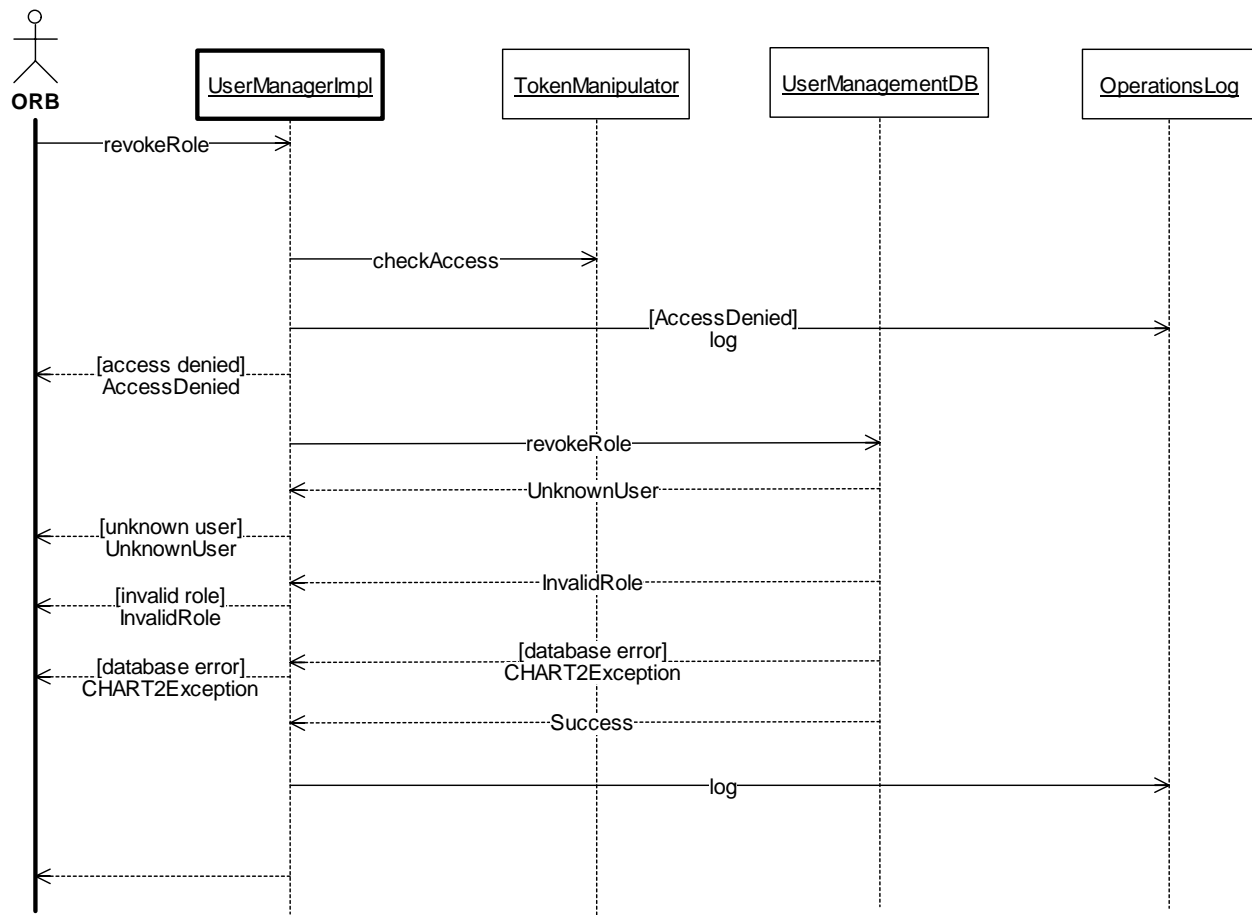 ORB
UserManagerImpl
TokenManipulator
UserManagementDB
OperationsLog
revokeRole
checkAccess
[AccessDenied]
log
[access denied]
AccessDenied
revokeRole
UnknownUser
[unknown user]
UnknownUser
InvalidRole
[invalid role]
InvalidRole
[database error]
CHART2Exception
[database error]
CHART2Exception
Success
log